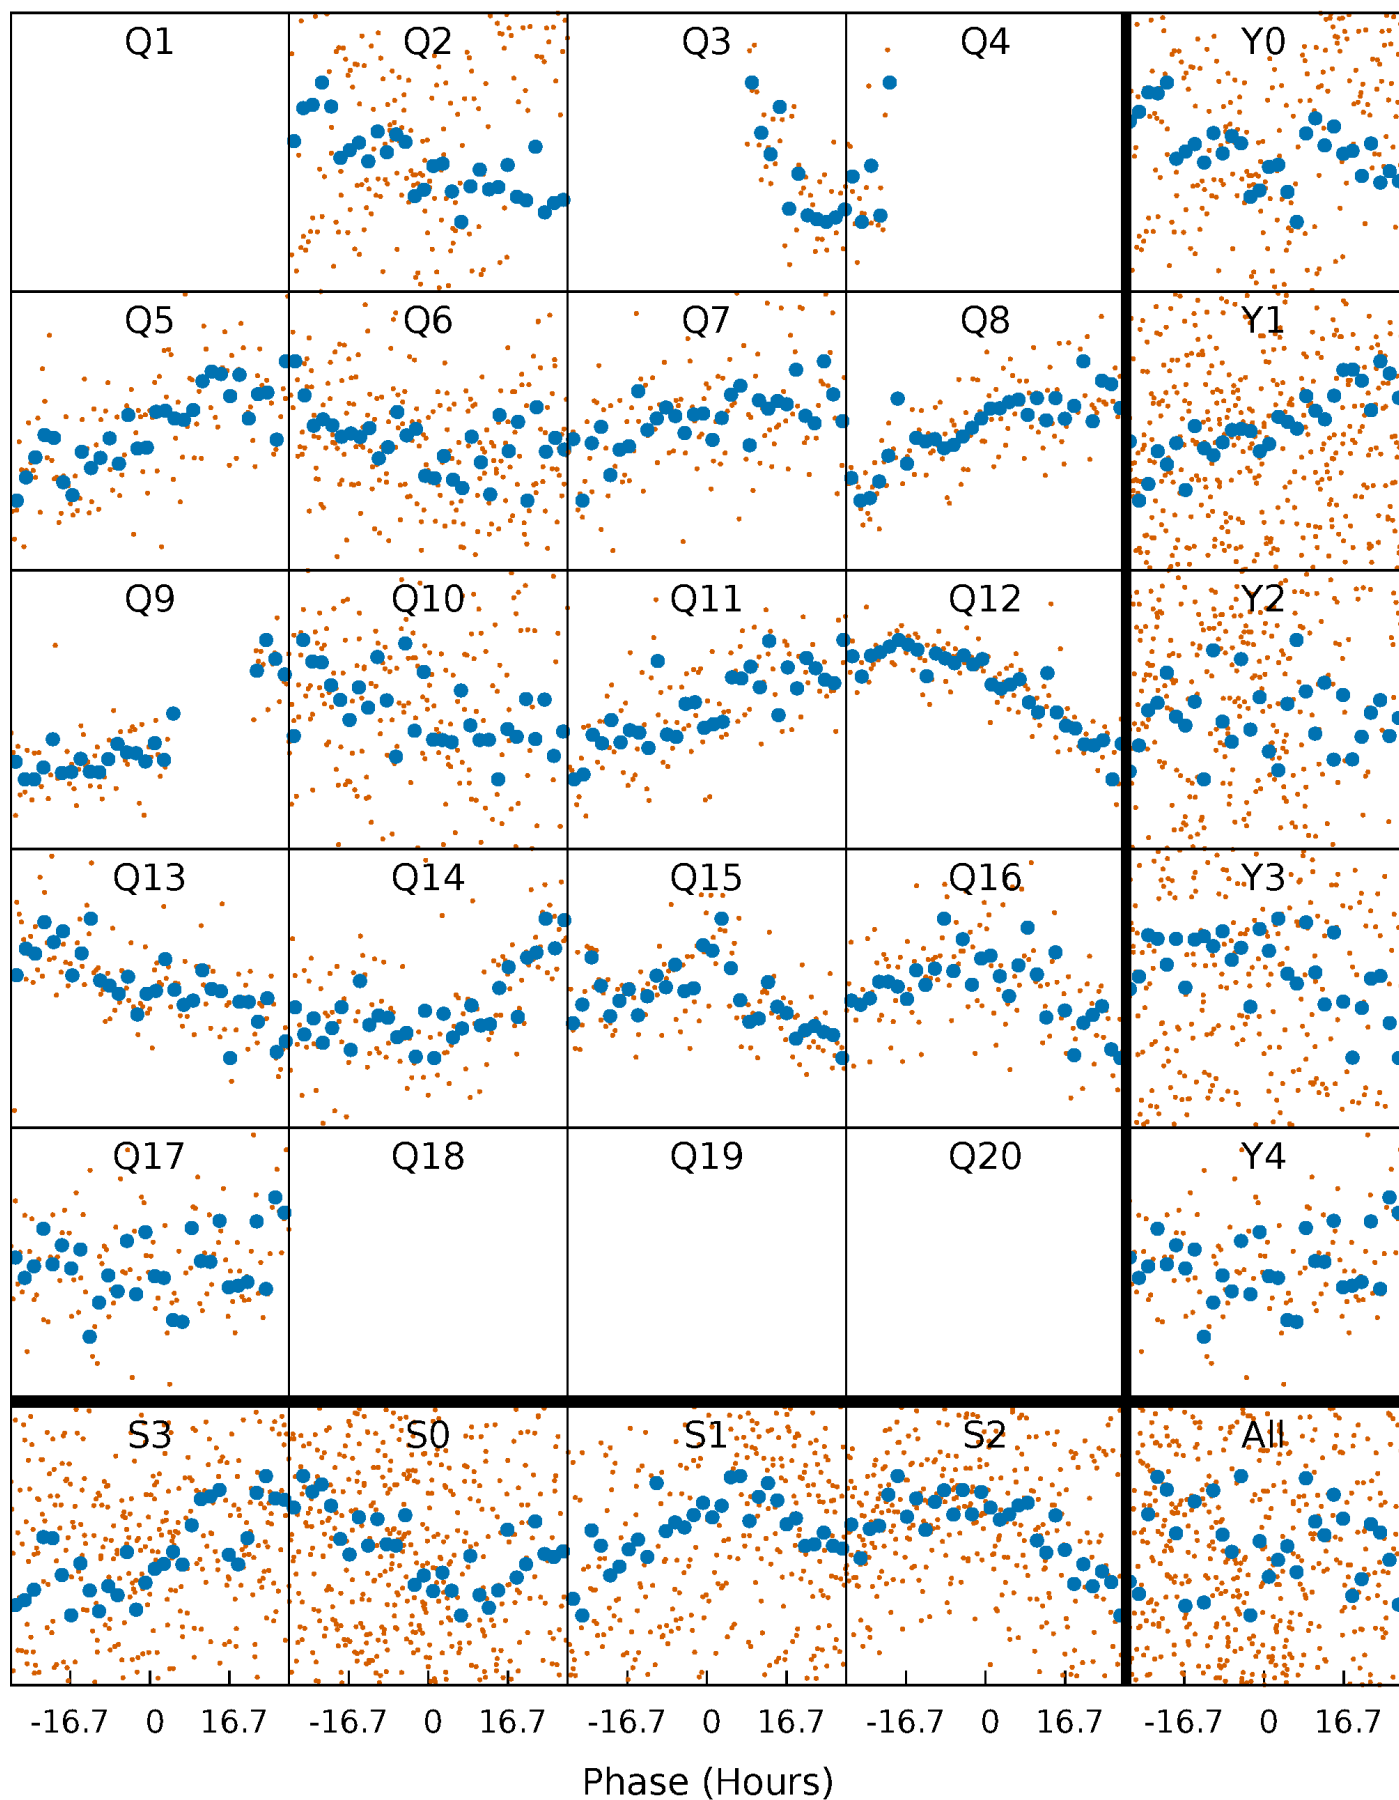 Q1 Q2 Q3 Q4 Y0
Q5 Q6 Q7 Q8 Y1
Q9 Q10 Q11 Q12 Y2
Q13 Q14 Q15 Q16 Y3
Q17 Q18 Q19 Q20 Y4
S3 S0 S1 S2 All
-16.7 0 16.7 -16.7 0 16.7 -16.7 0 16.7 -16.7 0 16.7 -16.7 0 16.7
Phase (Hours)